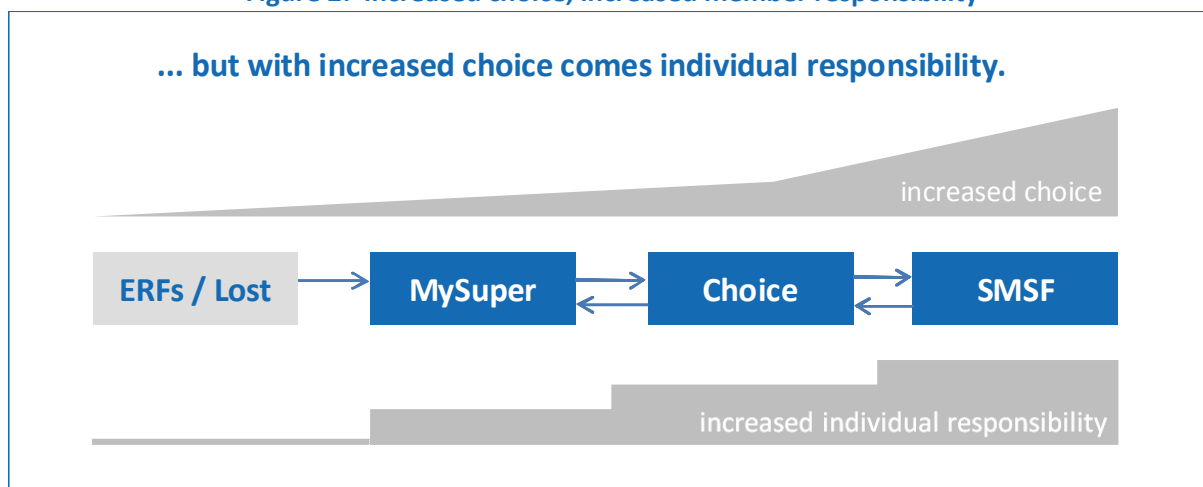 ... but with increased choice comes individual responsibility.
increased choice
ERFs / Lost
MySuper
Choice
SMSF
increased individual responsibility